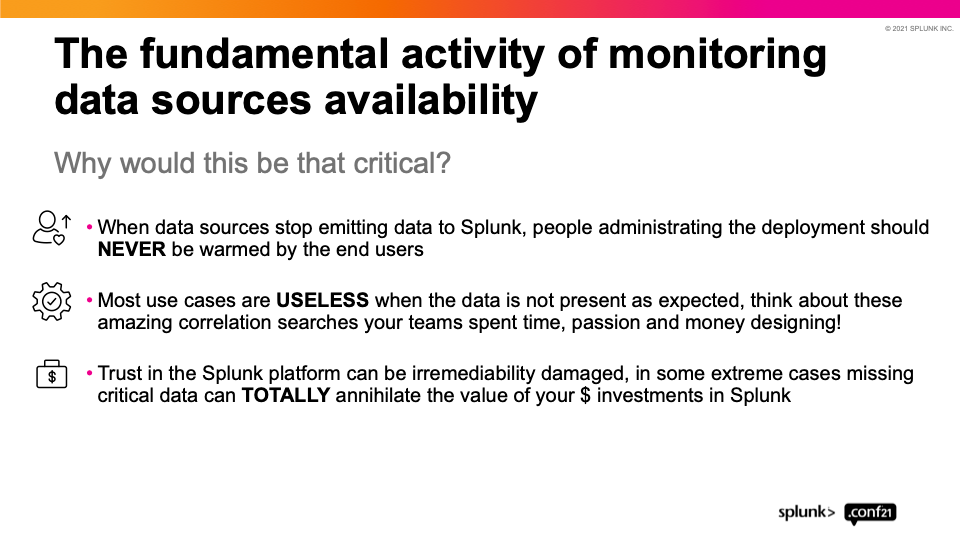 © 2021 SPLUNK INC.
The fundamental activity of monitoring
data sources availability
Why would this be that critical?
• When data sources stop emitting data to Splunk, people administrating the deployment should
NEVER be warmed by the end users
• Most use cases are USELESS when the data is not present as expected, think about these
amazing correlation searches your teams spent time, passion and money designing!
$
• Trust in the Splunk platform can be irremediability damaged, in some extreme cases missing
critical data can TOTALLY annihilate the value of your $ investments in Splunk
splunk> .conf21